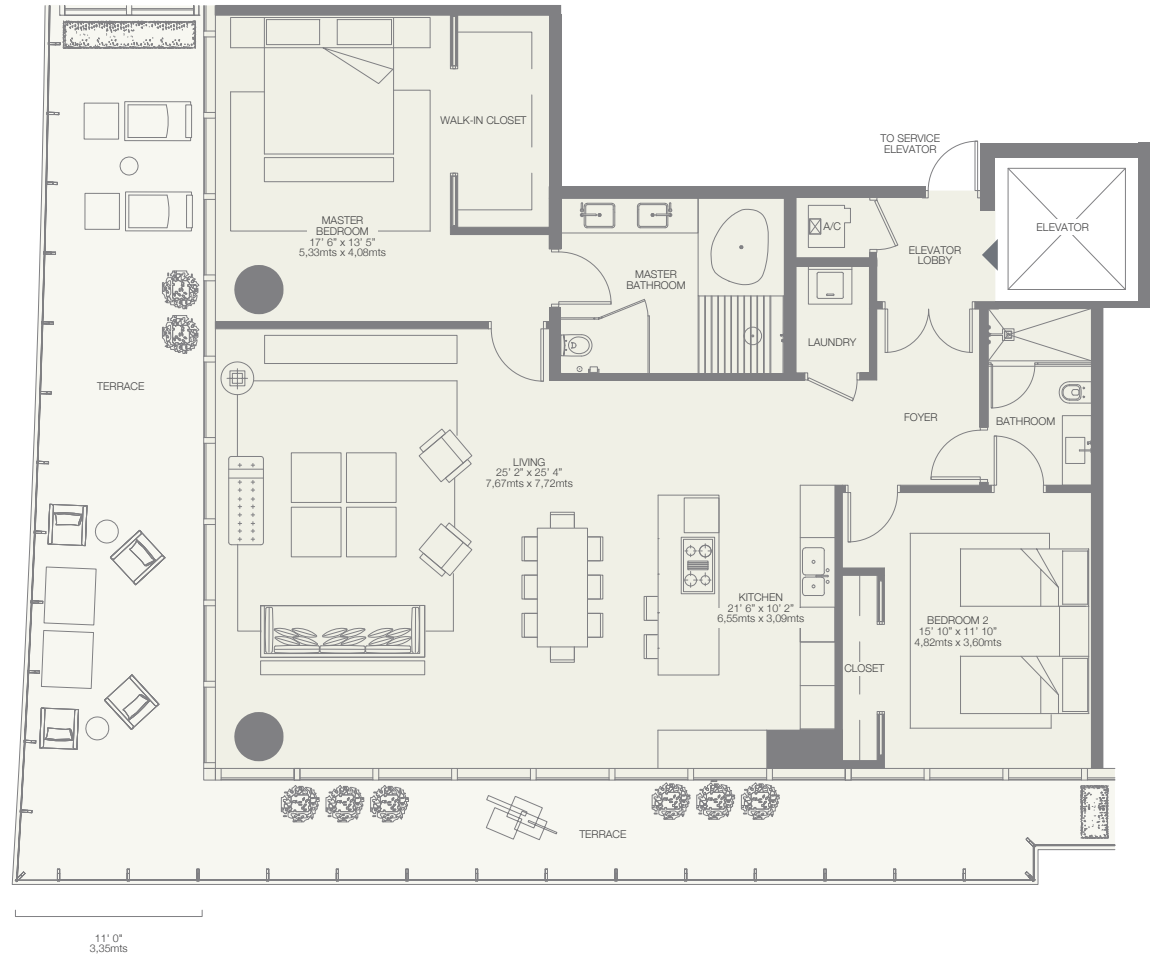 WALK-IN CLOSET
TO SERVICE
ELEVATOR
MASTER
BEDROOM
17' 6" x 13' 5"
5,33mts x 4,08mts
A/C
ELEVATOR
LOBBY
ELEVATOR
MASTER
BATHROOM
LAUNDRY
TERRACE
FOYER
BATHROOM
LIVING
25' 2" x 25' 4"
7,67mts x 7,72mts
KITCHEN
21' 6" x 10' 2"
6,55mts x 3,09mts
BEDROOM 2
15' 10" x 11' 10"
4,82mts x 3,60mts
CLOSET
TERRACE
11' 0"
3,35mts